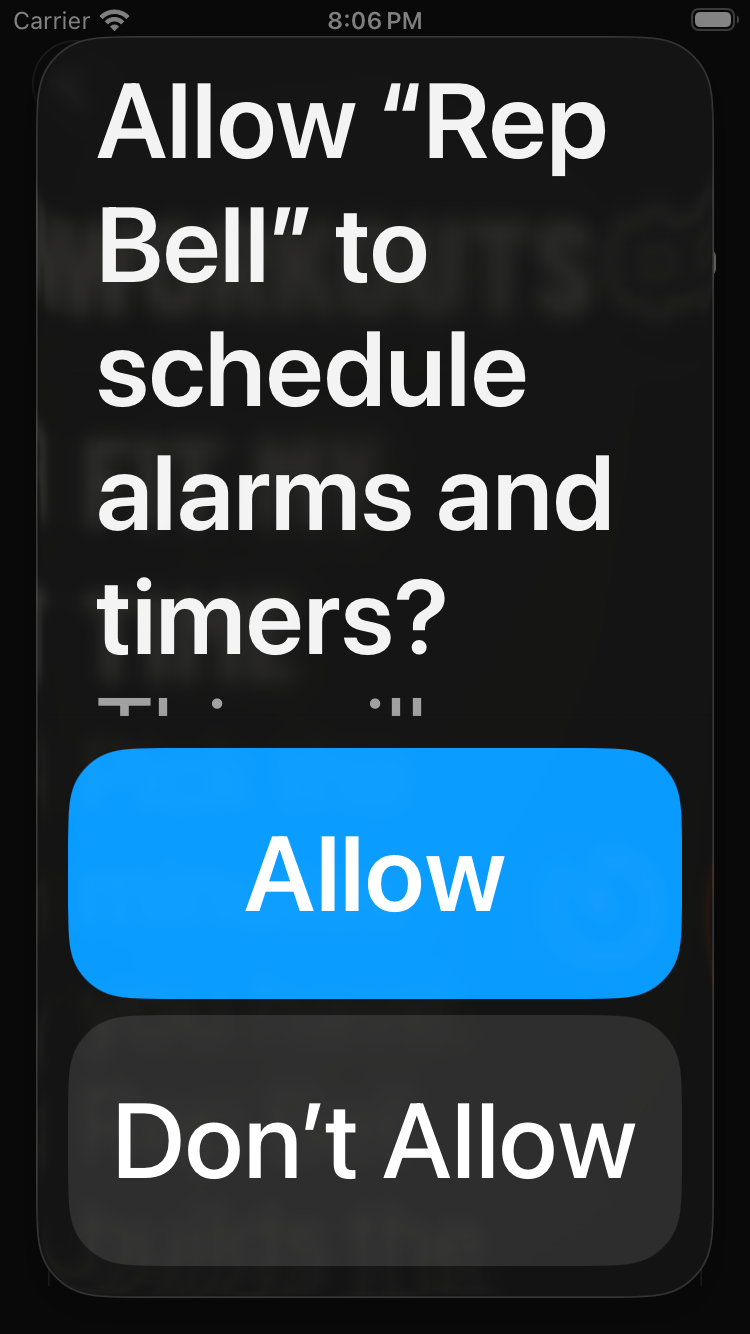 Carrier
8:06 PM
Allow “Rep
Bell” to
schedule
alarms and
timers?
Allow
Don’t Allow